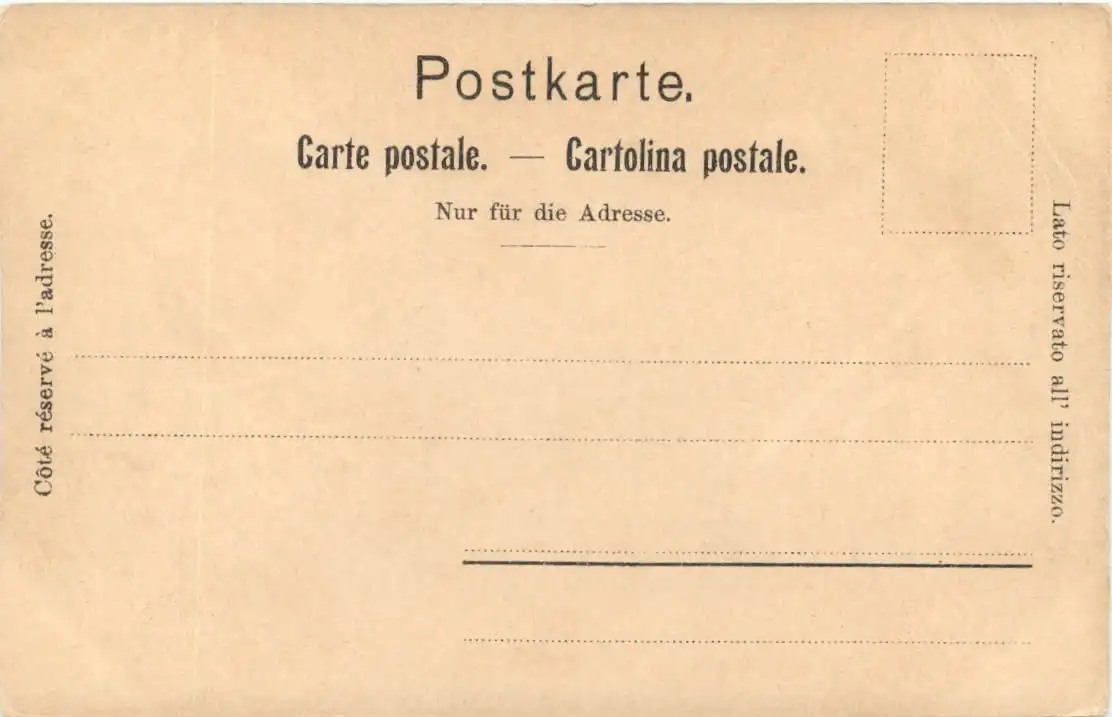 Postkarte.
Carte postale. — Cartolina postale.
Nur für die Adresse.
Côté réservé à l'adresse.
Lato riservato all' indirizzo.